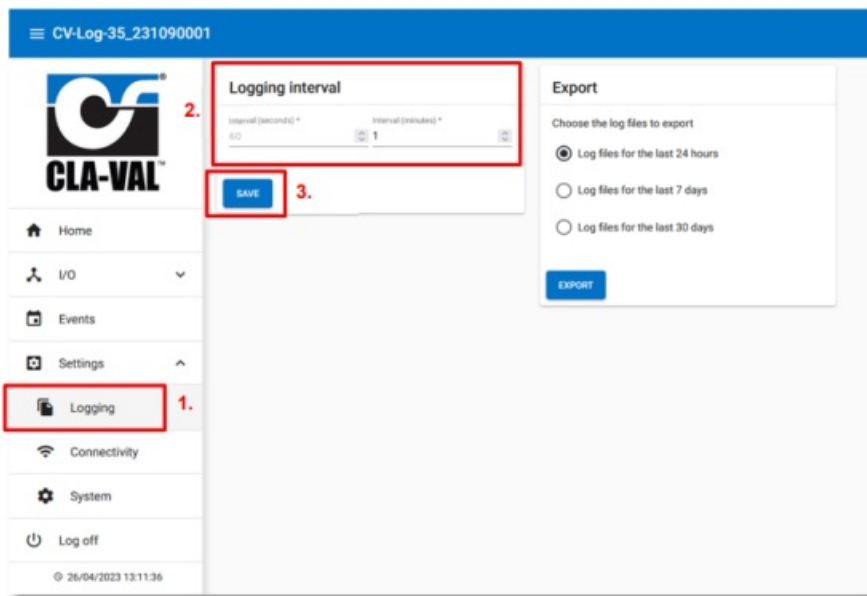 CV-Log-35_231090001
CLA-VAL™
Home
I/O
Events
Settings
Logging
1.
Connectivity
System
Log off
26/04/2023 13:11:36
2.
Logging interval
Interval (seconds) *
Interval (minutes) *
60
1
SAVE
3.
Export
Choose the log files to export
Log files for the last 24 hours
Log files for the last 7 days
Log files for the last 30 days
EXPORT